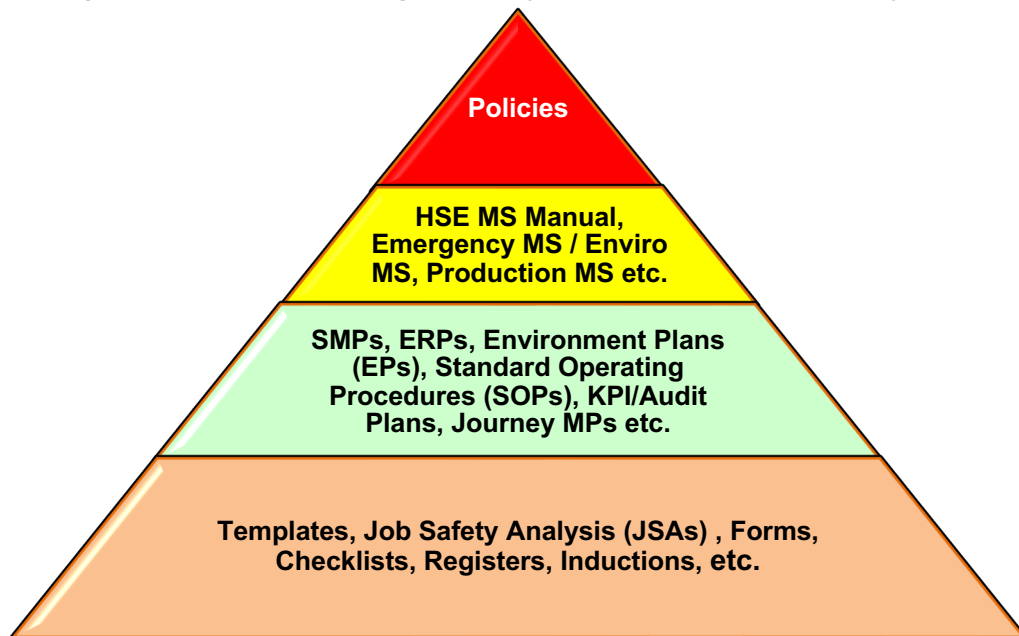 Policies
HSE MS Manual,
Emergency MS / Enviro
MS, Production MS etc.
SMPs, ERPs, Environment Plans
(EPs), Standard Operating
Procedures (SOPs), KPI/Audit
Plans, Journey MPs etc.
Templates, Job Safety Analysis (JSAs) , Forms,
Checklists, Registers, Inductions, etc.